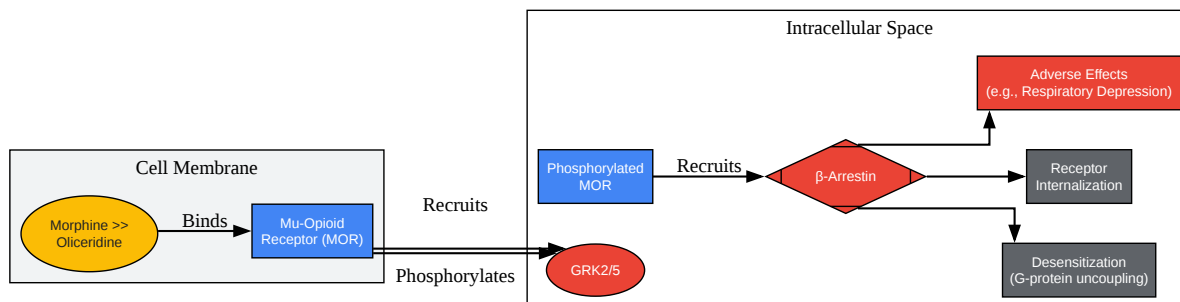 Intracellular Space
Adverse Effects
(e.g., Respiratory Depression)
Cell Membrane
Phosphorylated
MOR
Recruits
β-Arrestin
Receptor
Internalization
Morphine >>
Oliceridine
Binds
Mu-Opioid
Receptor (MOR)
Recruits
Phosphorylates
GRK2/5
Desensitization
(G-protein uncoupling)